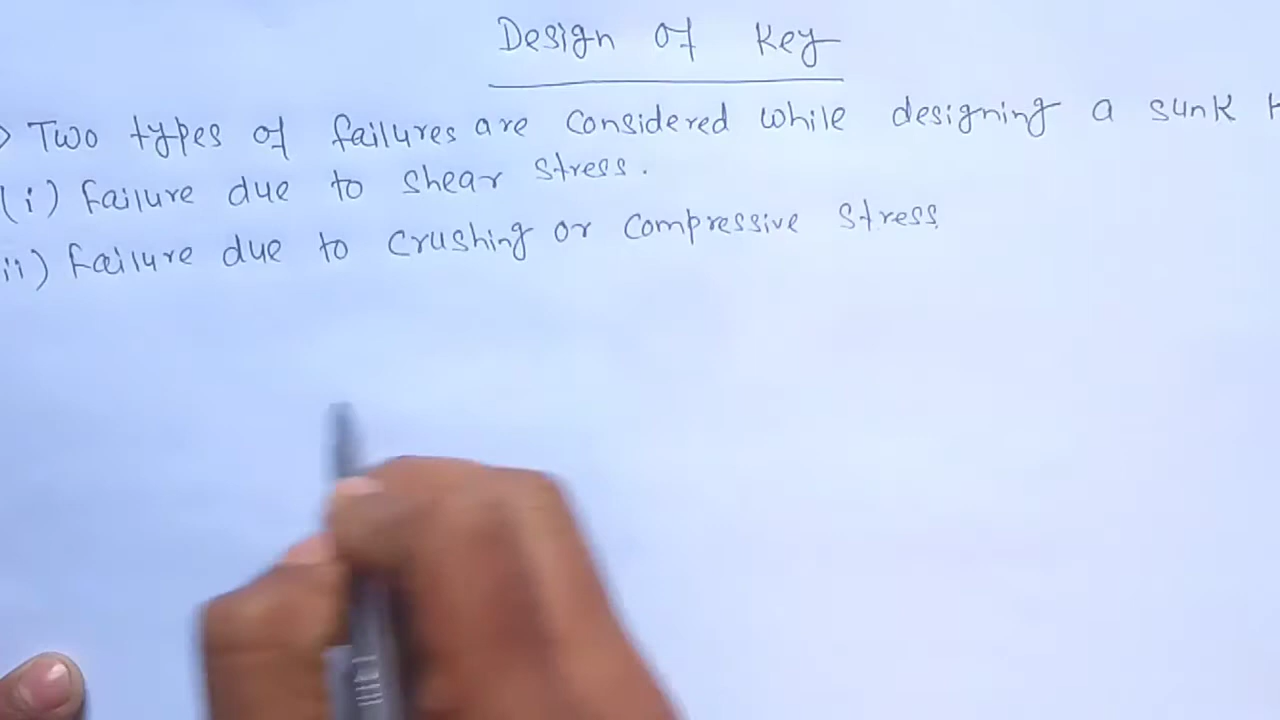 Design of Key
Two types of failures are considered while designing a sunk
(i) Failure due to shear stress.
ii) Failure due to crushing or compressive stress.